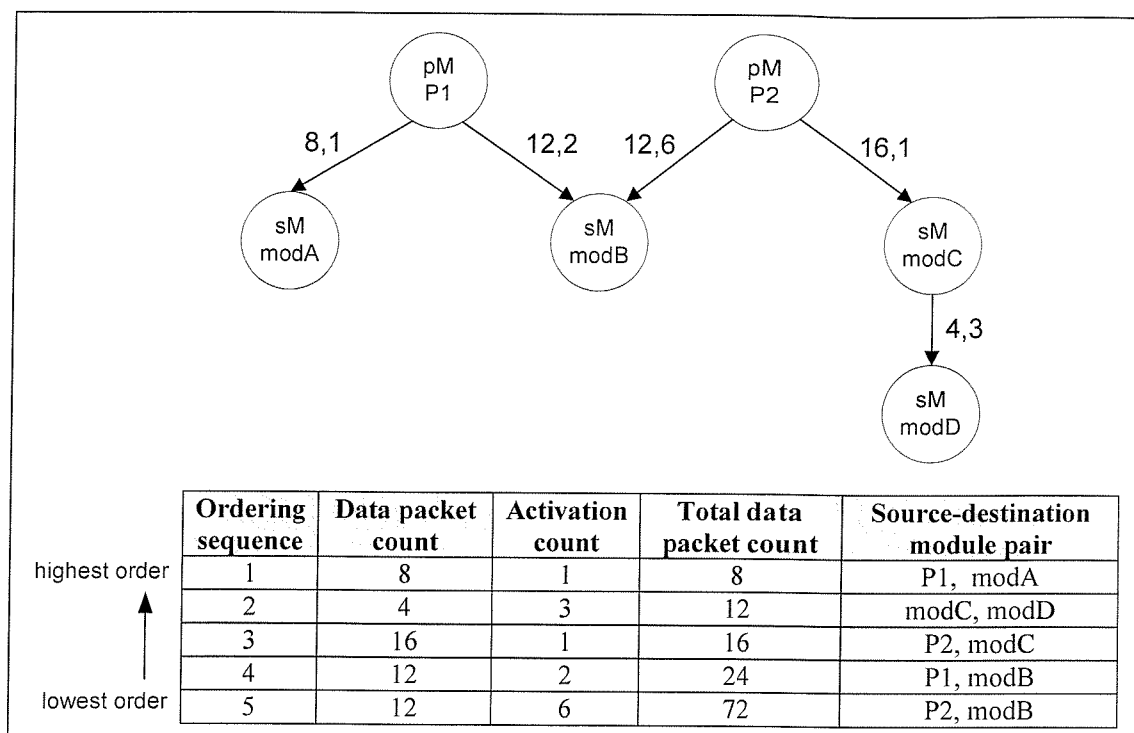 pM
P1
pM
P2
8,1
12,2
12,6
16,1
sM
modA
sM
modB
sM
modC
4,3
sM
modD
Ordering sequence Data packet count Activation count Total data packet count Source-destination module pair
highest order 1 8 1 8 P1, modA
2 4 3 12 modC, modD
3 16 1 16 P2, modC
4 12 2 24 P1, modB
lowest order 5 12 6 72 P2, modB